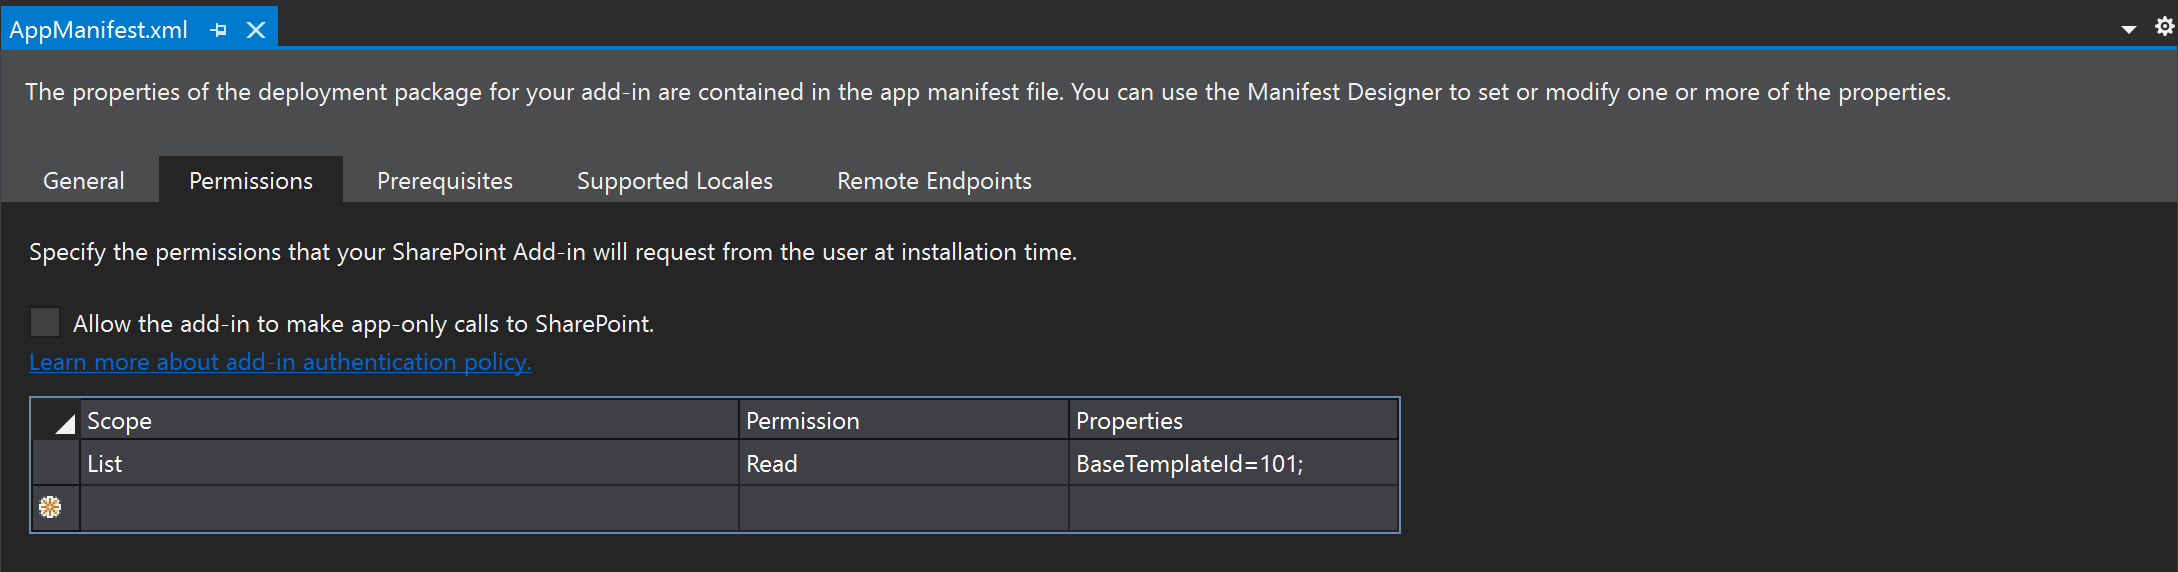 AppManifest.xml
The properties of the deployment package for your add-in are contained in the app manifest file. You can use the Manifest Designer to set or modify one or more of the properties.
General Permissions Prerequisites Supported Locales Remote Endpoints
Specify the permissions that your SharePoint Add-in will request from the user at installation time.
Allow the add-in to make app-only calls to SharePoint.
Learn more about add-in authentication policy.
Scope Permission Properties
List Read BaseTemplateId=101;